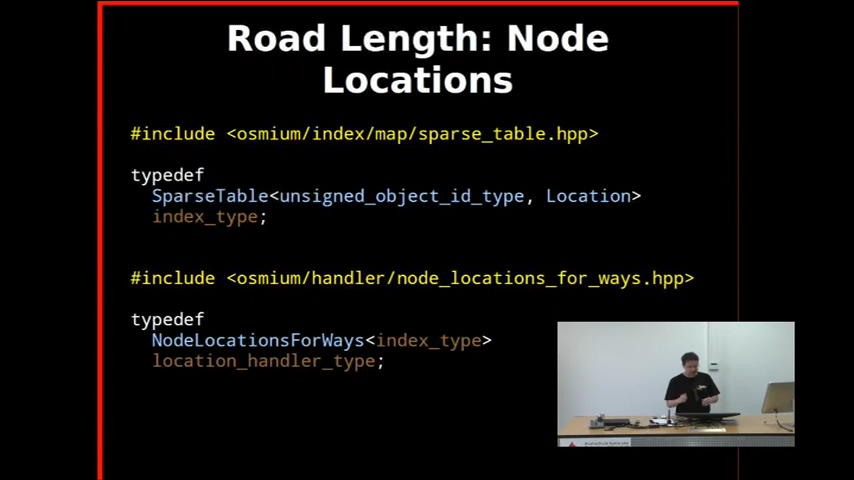 Road Length: Node
Locations
#include <osmium/index/map/sparse_table.hpp>
typedef
SparseTable<unsigned_object_id_type, Location>
index_type;
#include <osmium/handler/node_locations_for_ways.hpp>
typedef
NodeLocationsForWays<index_type>
location_handler_type;